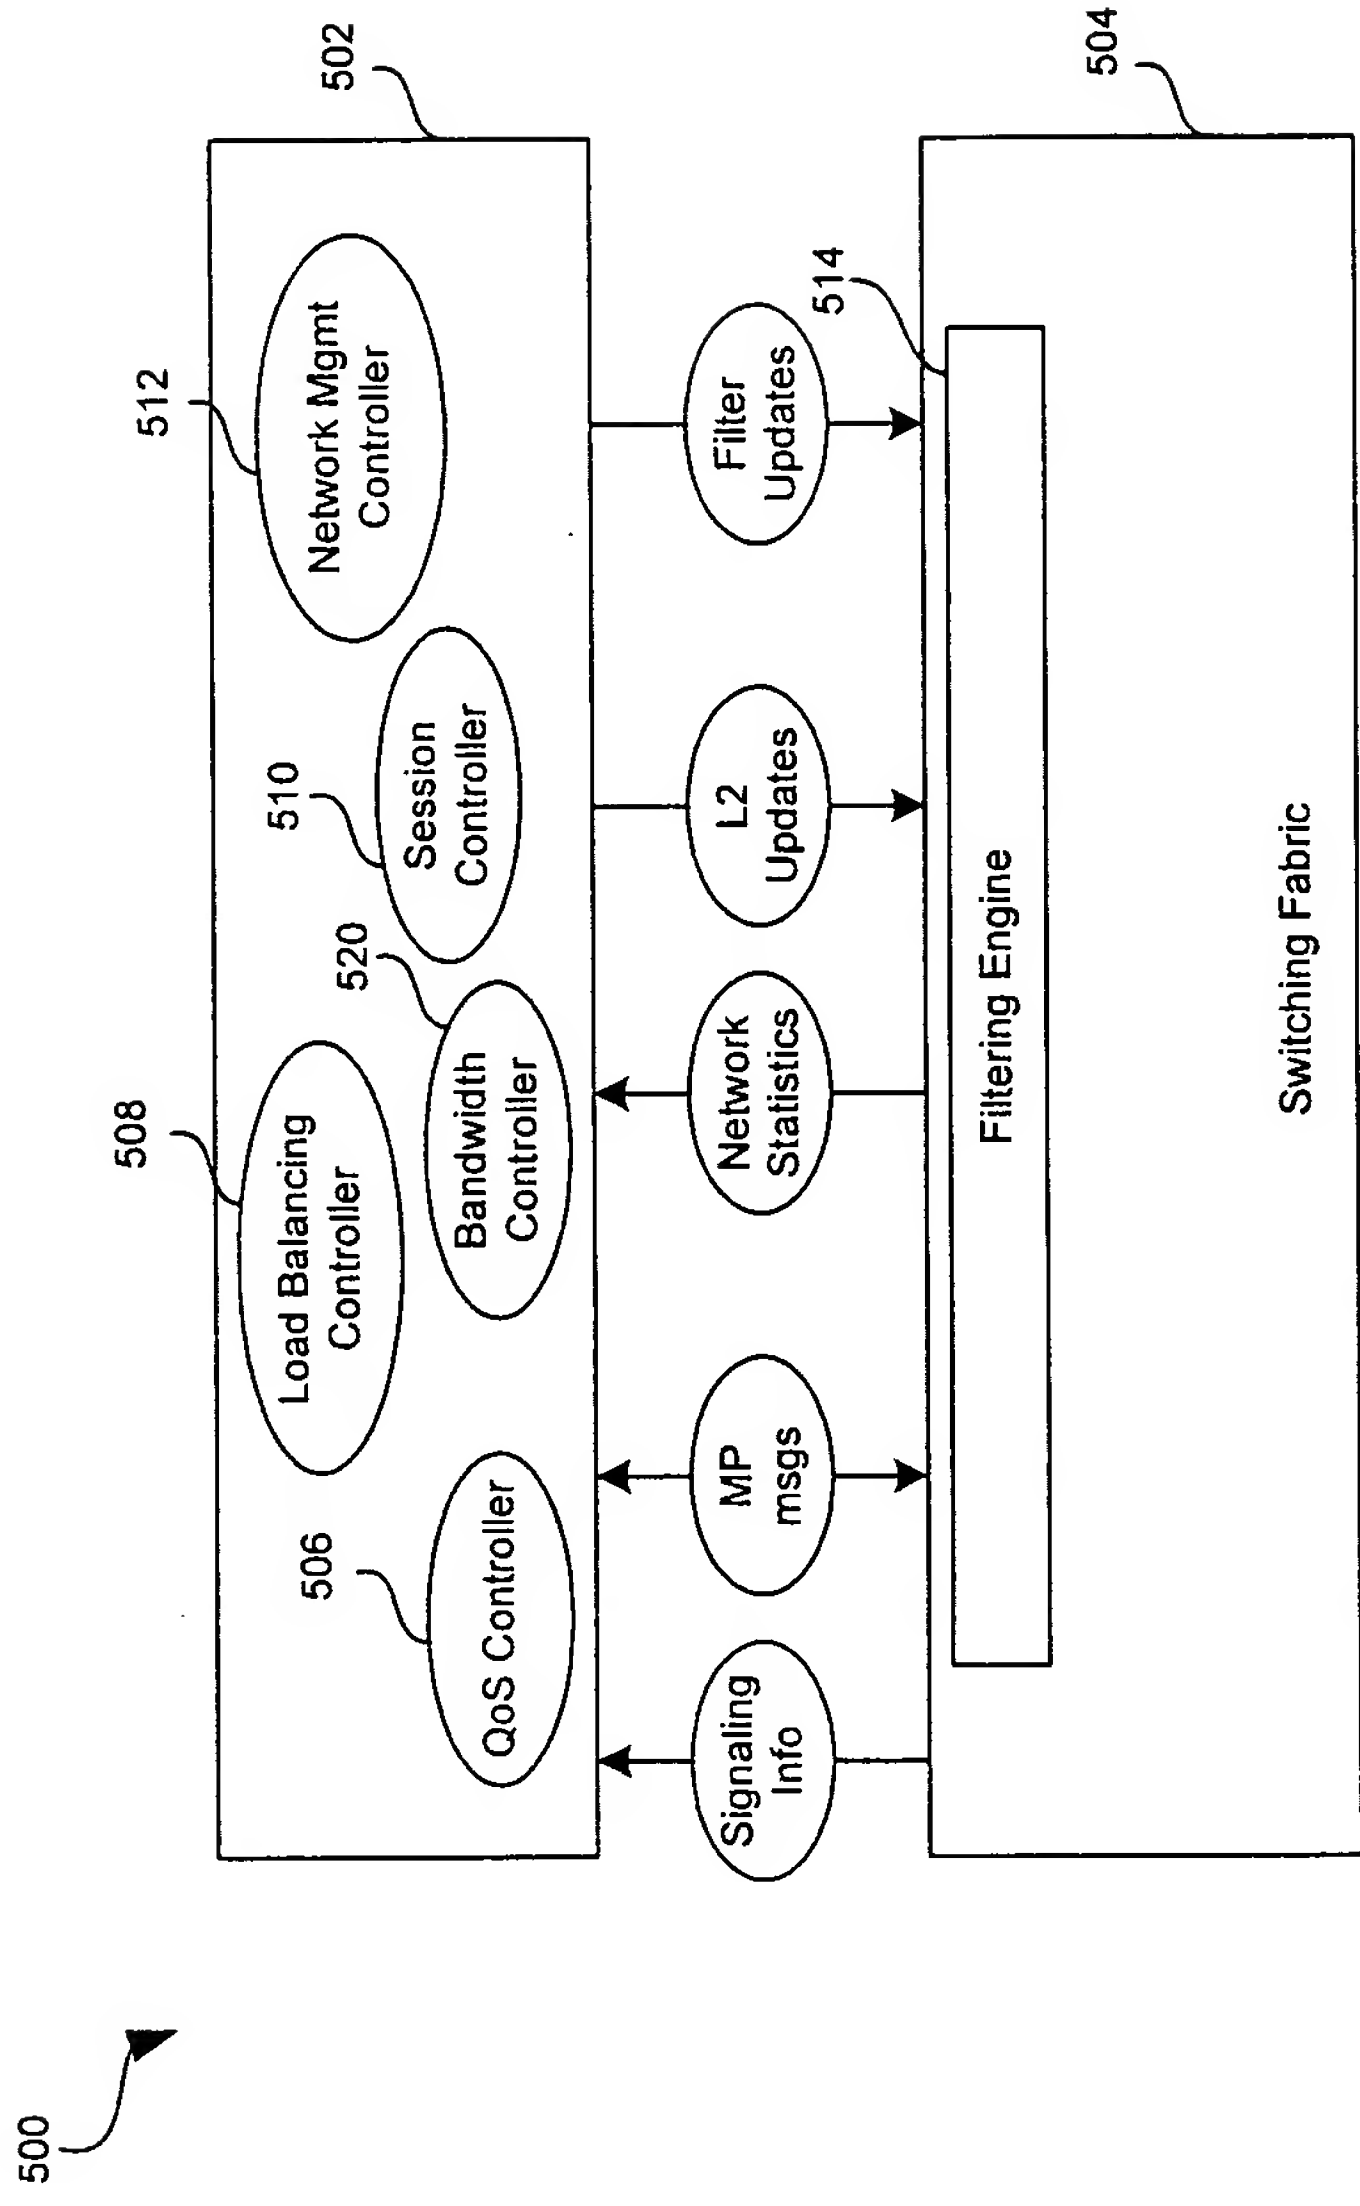 500
502
512
Network Mgmt
Controller
510
Session
Controller
508
Load Balancing
Controller
520
Bandwidth
Controller
506
QoS Controller
Signaling
Info
MP
msgs
Network
Statistics
L2
Updates
Filter
Updates
514
504
Filtering Engine
Switching Fabric